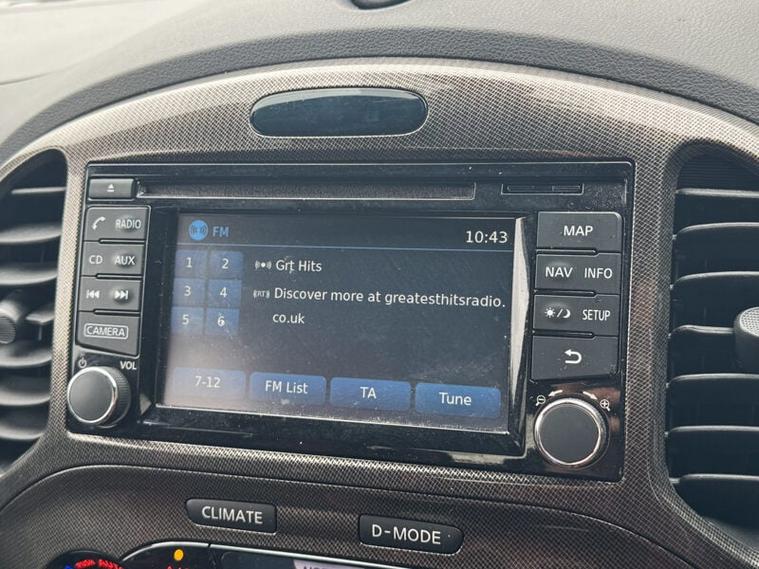 FM 10:43
1 2
Grt Hits
3 4
(RT) Discover more at greatesthitsradio.
co.uk
5 6
7-12 FM List TA Tune
RADIO
CD AUX
CAMERA
VOL
MAP
NAV INFO
SETUP
CLIMATE
D-MODE